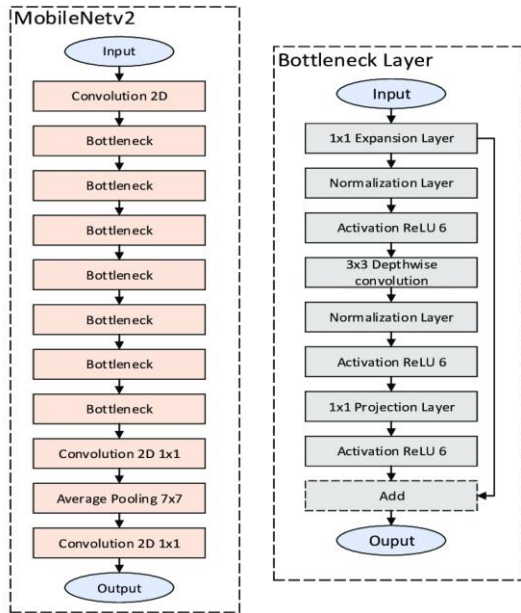 MobileNetv2
Input
Convolution 2D
Bottleneck
Bottleneck
Bottleneck
Bottleneck
Bottleneck
Bottleneck
Bottleneck
Convolution 2D 1x1
Average Pooling 7x7
Convolution 2D 1x1
Output
Bottleneck Layer
Input
1x1 Expansion Layer
Normalization Layer
Activation ReLU 6
3x3 Depthwise
convolution
Normalization Layer
Activation ReLU 6
1x1 Projection Layer
Activation ReLU 6
Add
Ouput